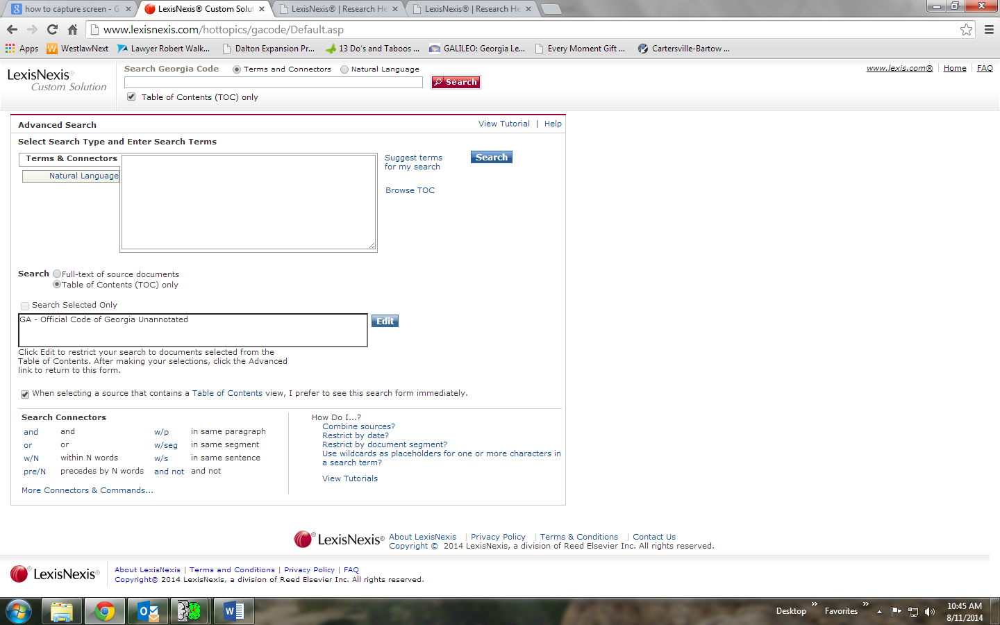 how to capture screen - G
LexisNexis® Custom Solut
LexisNexis® | Research He
LexisNexis® | Research He
www.lexisnexis.com/hottopics/gacode/Default.asp
Apps
WestlawNext
Lawyer Robert Walk...
Dalton Expansion Pr...
13 Do's and Taboos ...
GALILEO: Georgia Le...
Every Moment Gift ...
Cartersville-Bartow ...
LexisNexis®
Custom Solution
Search Georgia Code
Terms and Connectors
Natural Language
Search
Table of Contents (TOC) only
www.lexis.com® | Home | FAQ
Advanced Search
View Tutorial | Help
Select Search Type and Enter Search Terms
Terms & Connectors
Natural Language
Suggest terms
for my search
Search
Browse TOC
Search Full-text of source documents
Table of Contents (TOC) only
Search Selected Only
GA - Official Code of Georgia Unannotated
Edit
Click Edit to restrict your search to documents selected from the
Table of Contents. After making your selections, click the Advanced
link to return to this form.
When selecting a source that contains a Table of Contents view, I prefer to see this search form immediately.
Search Connectors
and and w/p in same paragraph
or or w/seg in same segment
w/N within N words w/s in same sentence
pre/N precedes by N words and not and not
More Connectors & Commands...
How Do I...?
Combine sources?
Restrict by date?
Restrict by document segment?
Use wildcards as placeholders for one or more characters in
a search term?
View Tutorials
LexisNexis®
About LexisNexis | Privacy Policy | Terms & Conditions | Contact Us
Copyright © 2014 LexisNexis, a division of Reed Elsevier Inc. All rights reserved.
LexisNexis®
About LexisNexis | Terms and Conditions | Privacy Policy | FAQ
Copyright© 2014 LexisNexis, a division of Reed Elsevier Inc. All rights reserved.
Desktop
Favorites
10:45 AM
8/11/2014